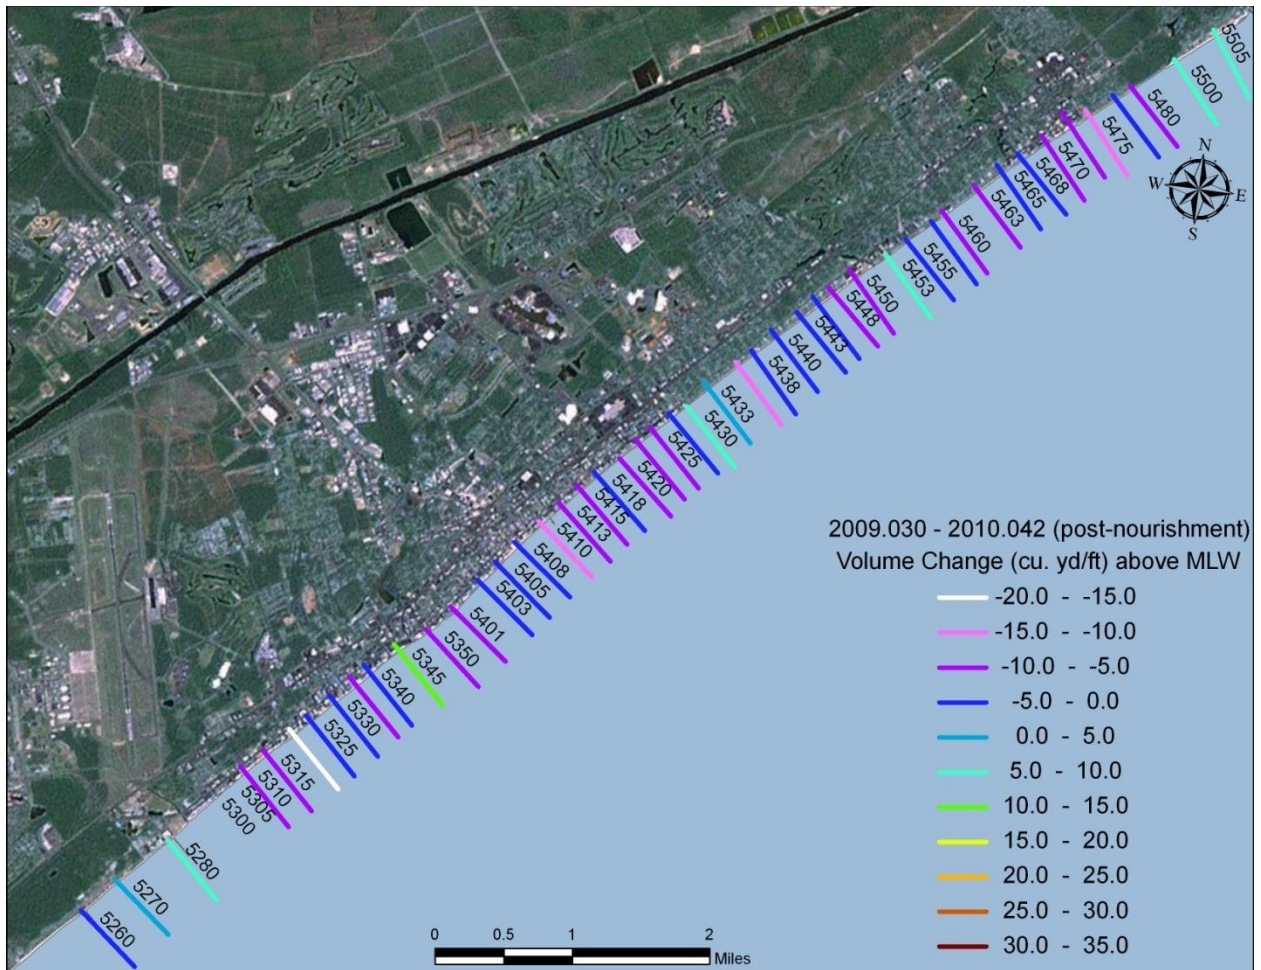 5505
5500
5480
5475
5470
5468
5465
5463
5460
5455
5453
5450
5448
5443
5440
5438
5433
5430
5425
5420
5418
5415
5413
5410
5408
5405
5403
5401
5350
5345
5340
5330
5325
5315
5310
5305
5300
5280
5270
5260
N
W
E
S
2009.030 - 2010.042 (post-nourishment)
Volume Change (cu. yd/ft) above MLW
-20.0 - -15.0
-15.0 - -10.0
-10.0 - -5.0
-5.0 - 0.0
0.0 - 5.0
5.0 - 10.0
10.0 - 15.0
15.0 - 20.0
20.0 - 25.0
25.0 - 30.0
30.0 - 35.0
0 0.5 1 2
Miles